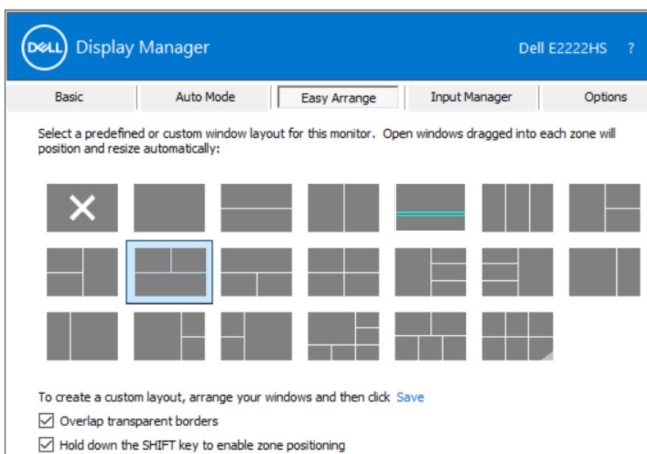 DELL Display Manager Dell E2222HS ?
Basic Auto Mode Easy Arrange Input Manager Options
Select a predefined or custom window layout for this monitor. Open windows dragged into each zone will
position and resize automatically:
To create a custom layout, arrange your windows and then click Save
Overlap transparent borders
Hold down the SHIFT key to enable zone positioning